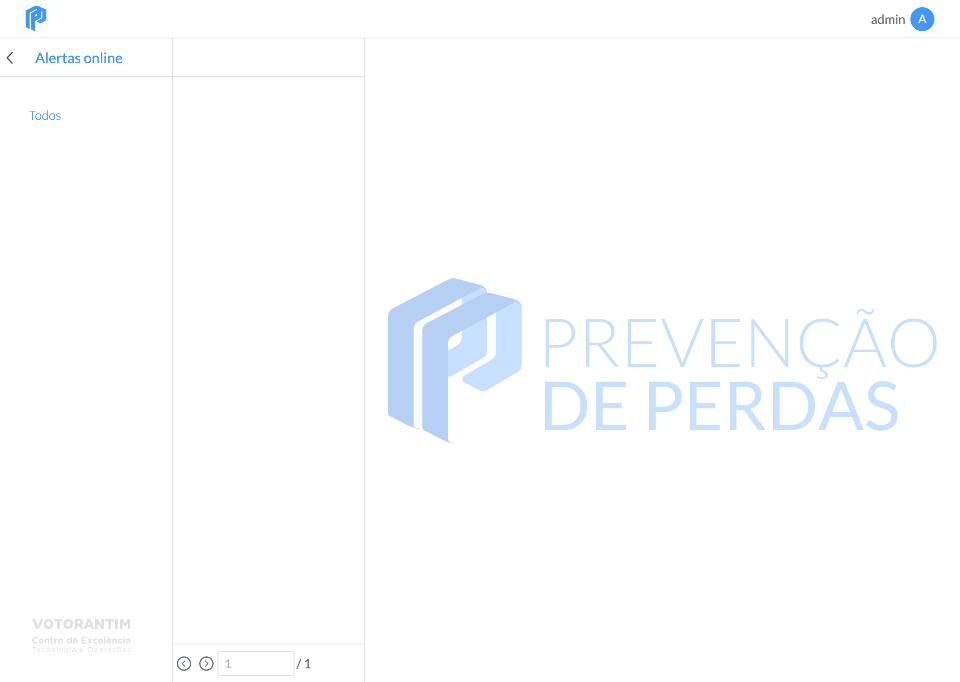 admin A
Alertas online
Todos
PREVENÇÃO
DE PERDAS
VOTORANTIM
Centro de Excelência
Tecnologia e Operações
1 / 1